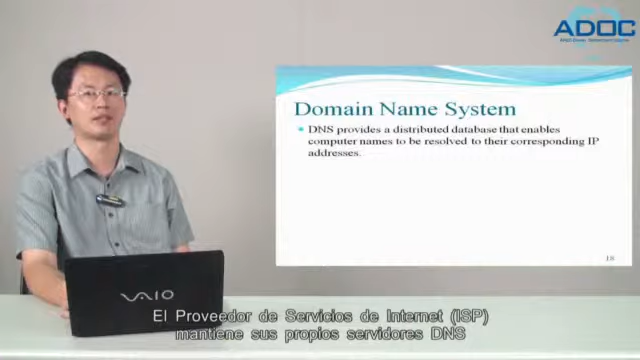 ADOC
Domain Name System
DNS provides a distributed database that enables
computer names to be resolved to their corresponding IP
addresses.
18
VAIO
El Proveedor de Servicios de Internet (ISP)
mantiene sus propios servidores DNS